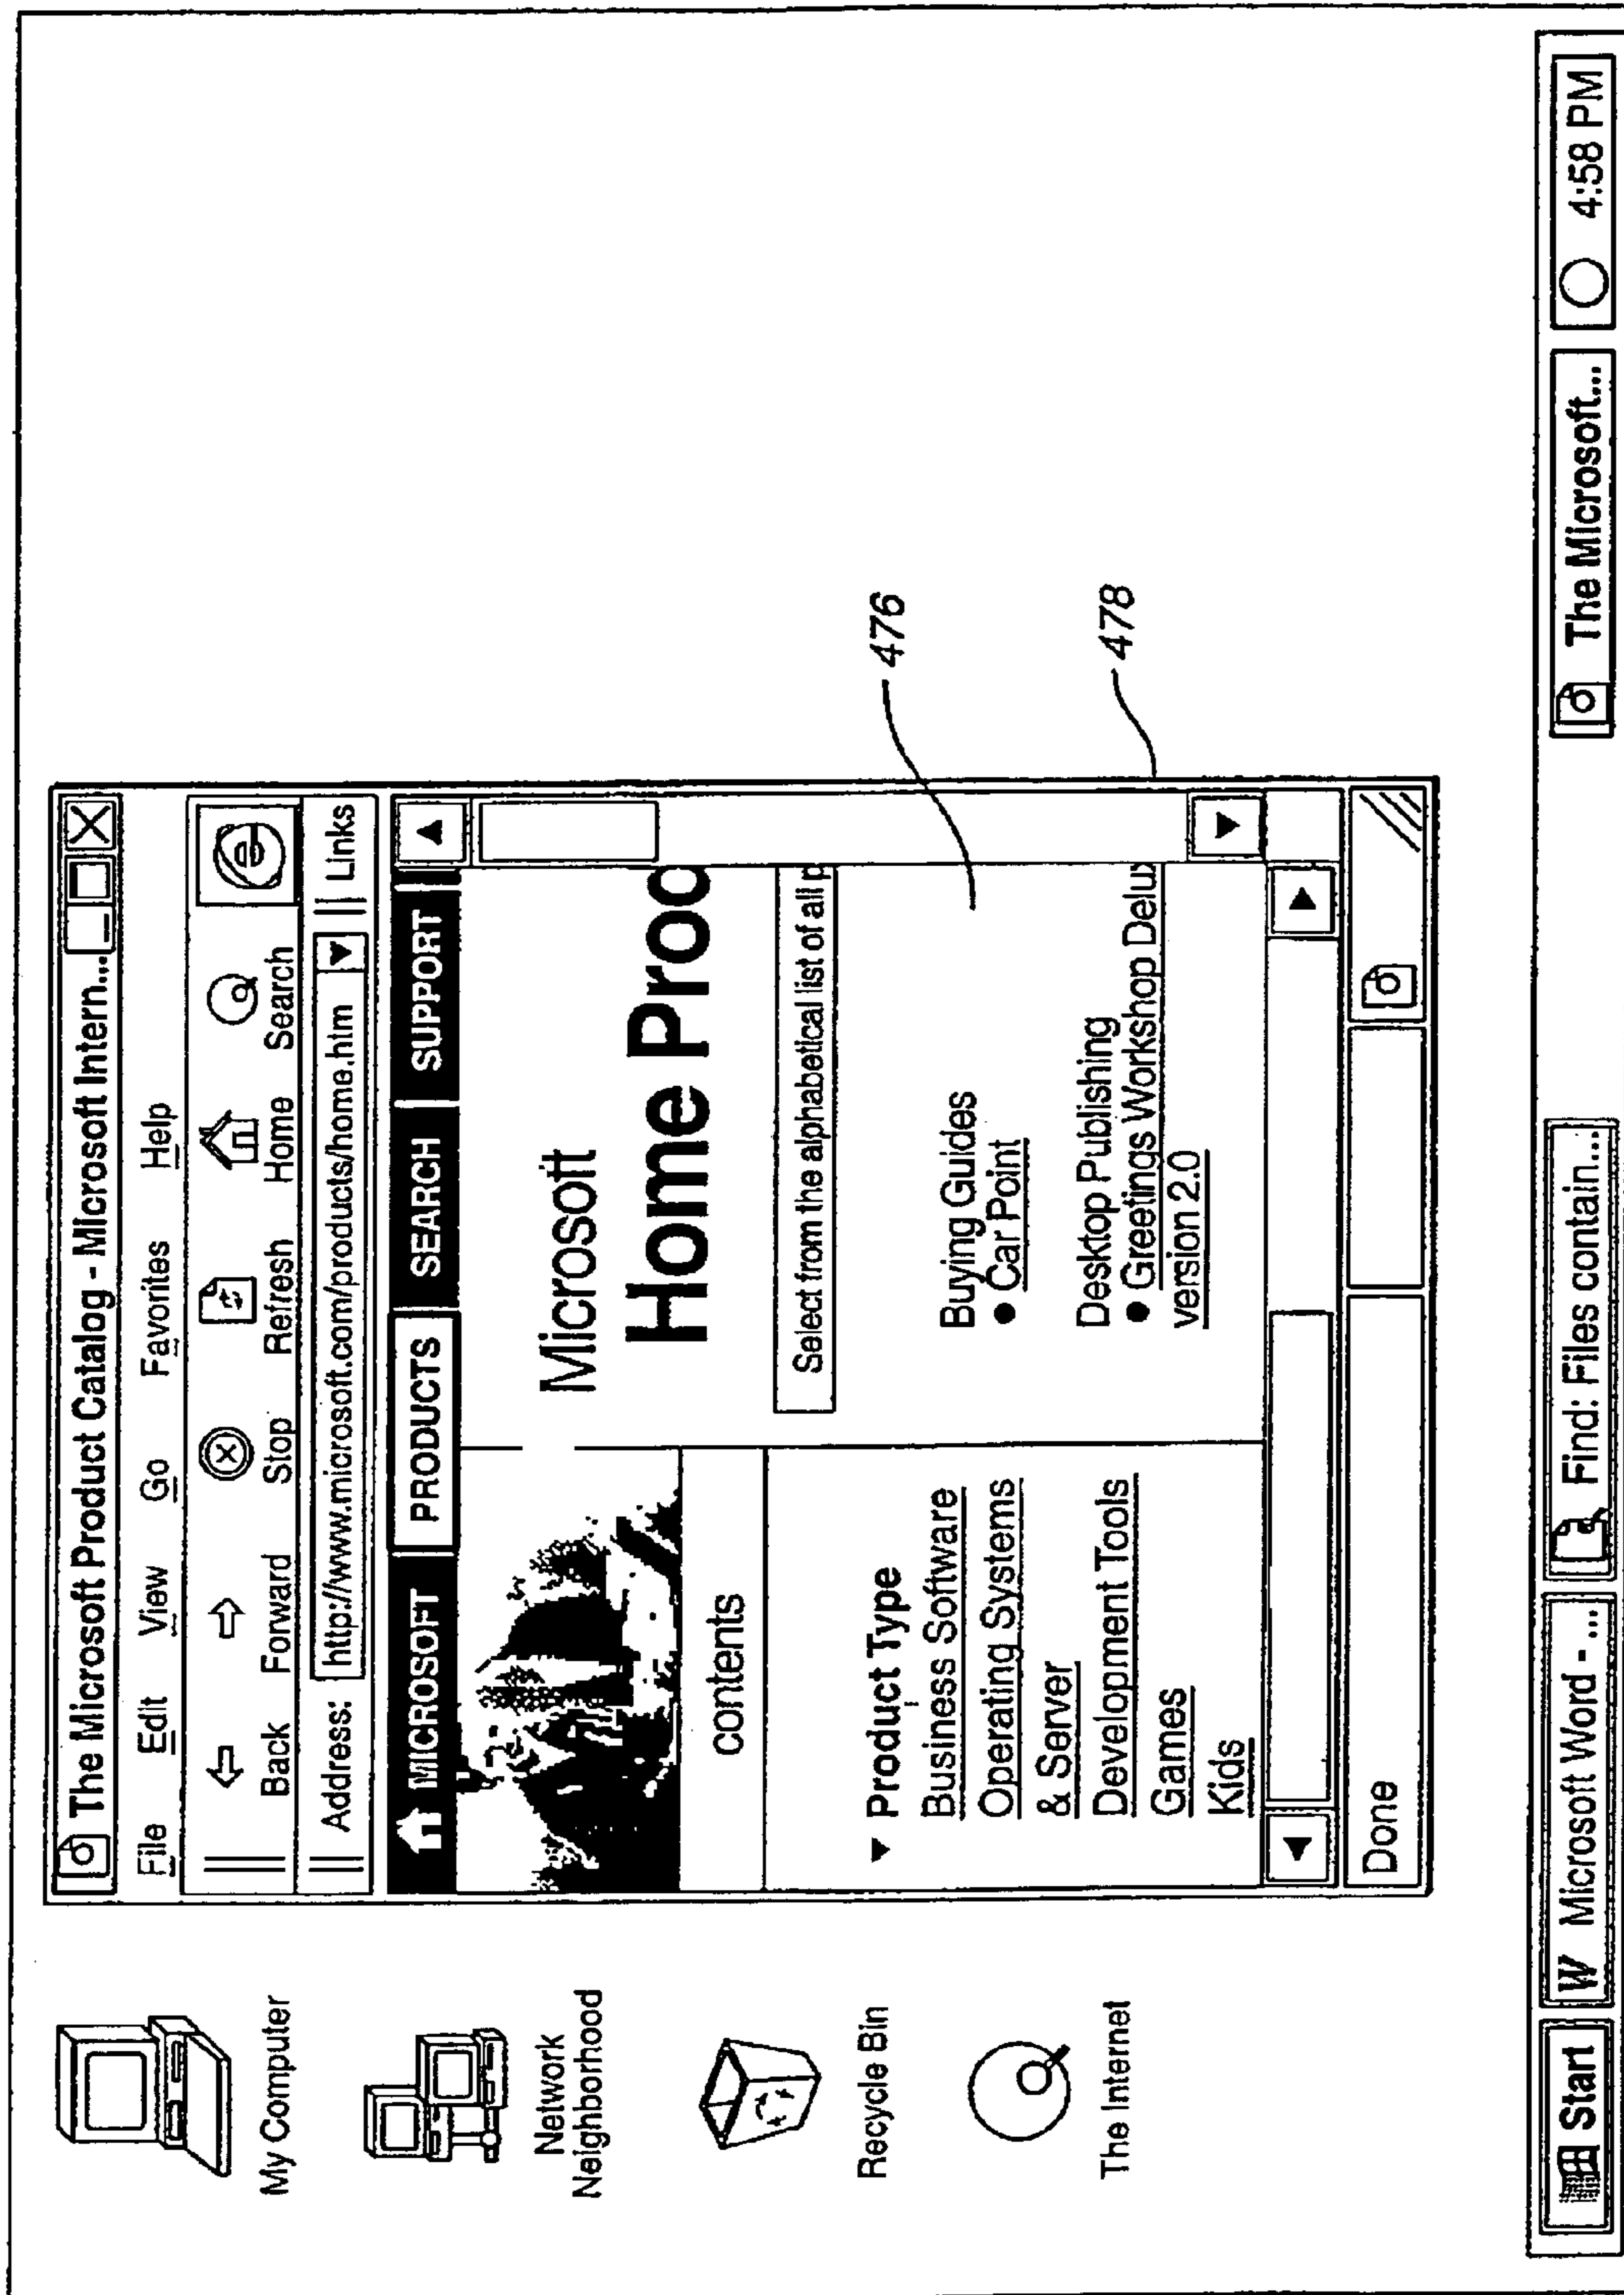 My Computer
Network
Neighborhood
Recycle Bin
The Internet
The Microsoft Product Catalog - Microsoft Intern...
File Edit View Go Favorites Help
Back Forward Stop Refresh Home Search
Address: http://www.microsoft.com/products/home.htm Links
MICROSOFT PRODUCTS SEARCH SUPPORT
contents
▼ Product Type
Business Software
Operating Systems
& Server
Development Tools
Games
Kids
Microsoft
Home Prod
Select from the alphabetical list of all p
Buying Guides
• Car Point
Desktop Publishing
• Greetings Workshop Delux
version 2.0
Done
476
478
Start W Microsoft Word - ... Find: Files contain... The Microsoft... 4:58 PM